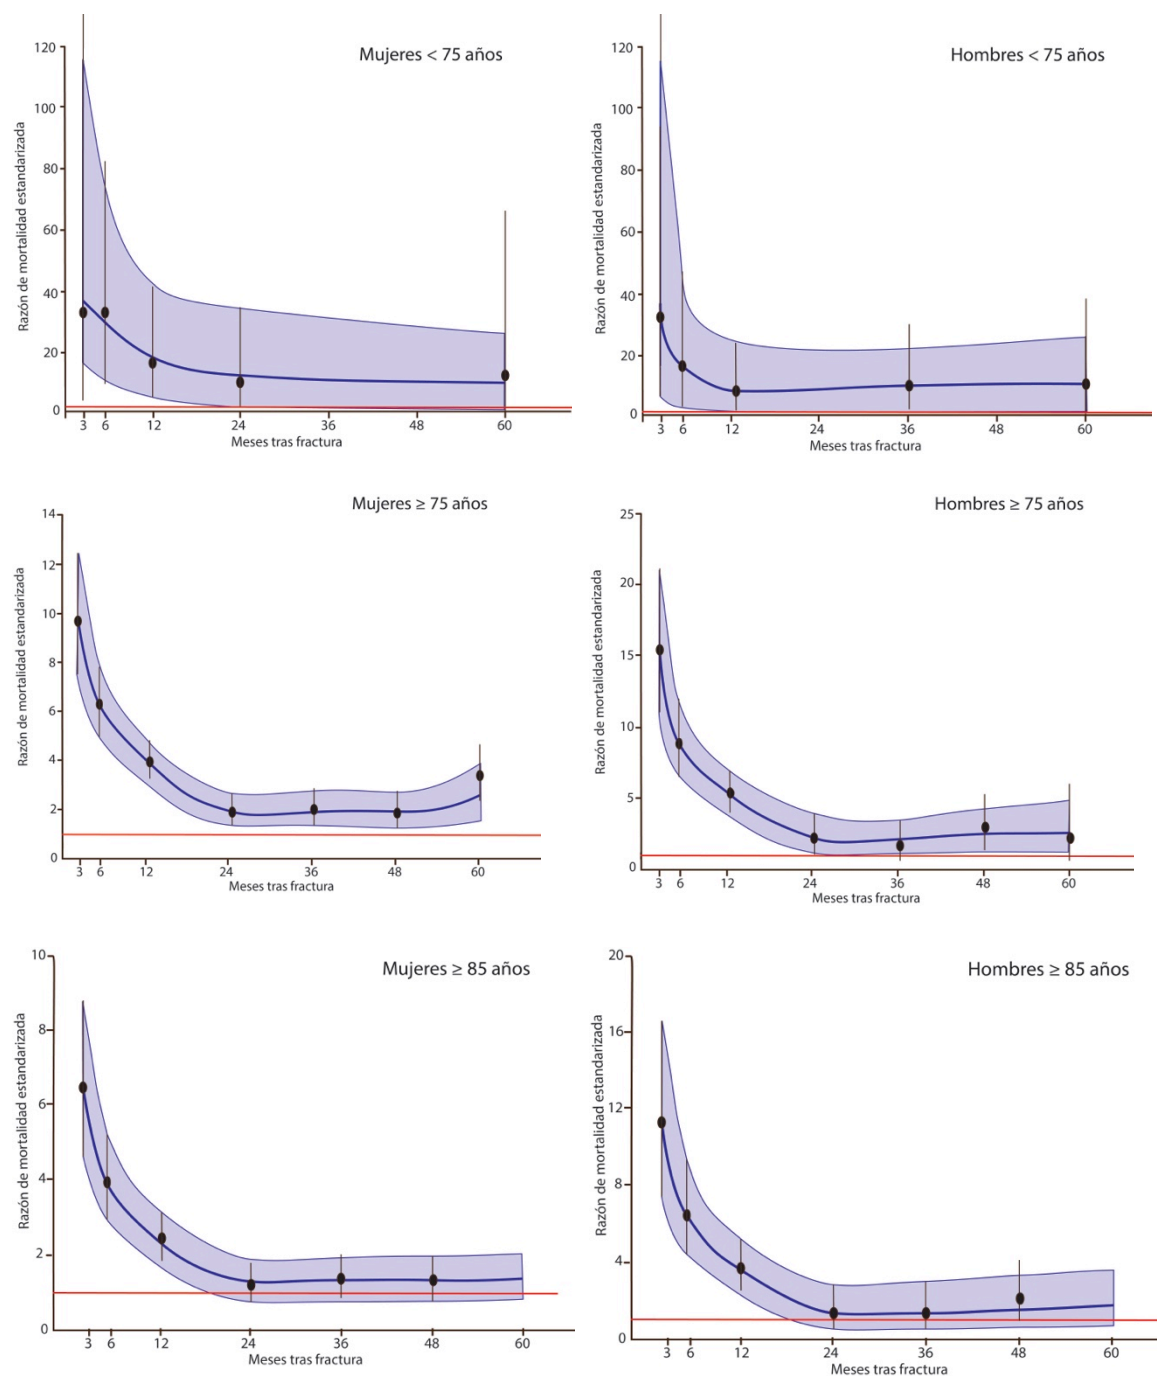 Mujeres < 75 años
Razón de mortalidad estandarizada
120
100
80
60
40
20
0
3 6 12 24 36 48 60
Meses tras fractura
Hombres < 75 años
Razón de mortalidad estandarizada
120
100
80
60
40
20
0
3 6 12 24 36 48 60
Meses tras fractura
Mujeres ≥ 75 años
Razón de mortalidad estandarizada
14
12
10
8
6
4
2
0
3 6 12 24 36 48 60
Meses tras fractura
Hombres ≥ 75 años
Razón de mortalidad estandarizada
25
20
15
10
5
0
3 6 12 24 36 48 60
Meses tras fractura
Mujeres ≥ 85 años
Razón de mortalidad estandarizada
10
8
6
4
2
0
3 6 12 24 36 48 60
Meses tras fractura
Hombres ≥ 85 años
Razón de mortalidad estandarizada
20
16
12
8
4
0
3 6 12 24 36 48 60
Meses tras fractura